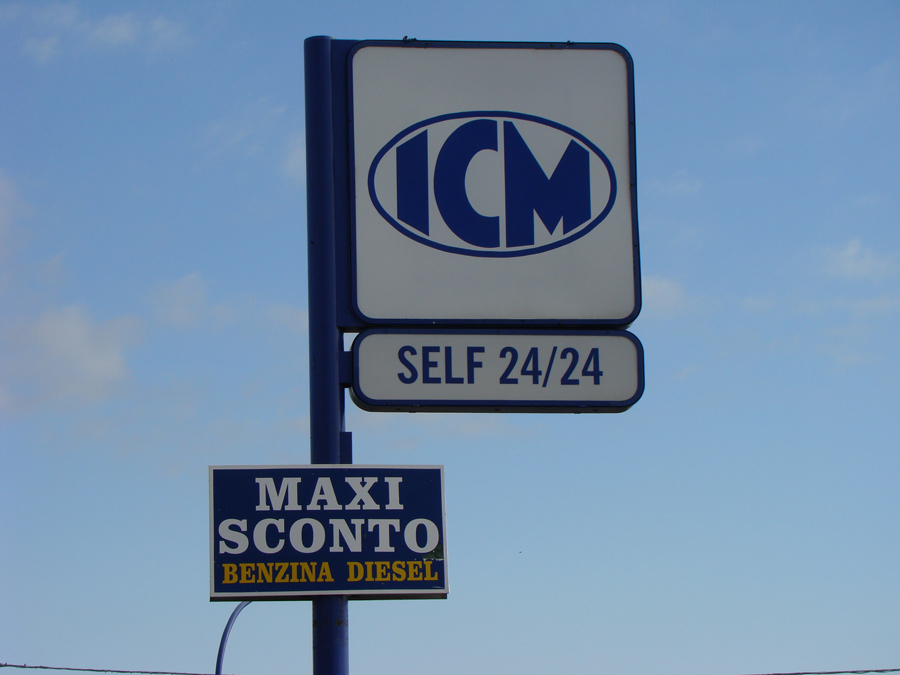 ICM
SELF 24/24
MAXI
SCONTO
BENZINA DIESEL